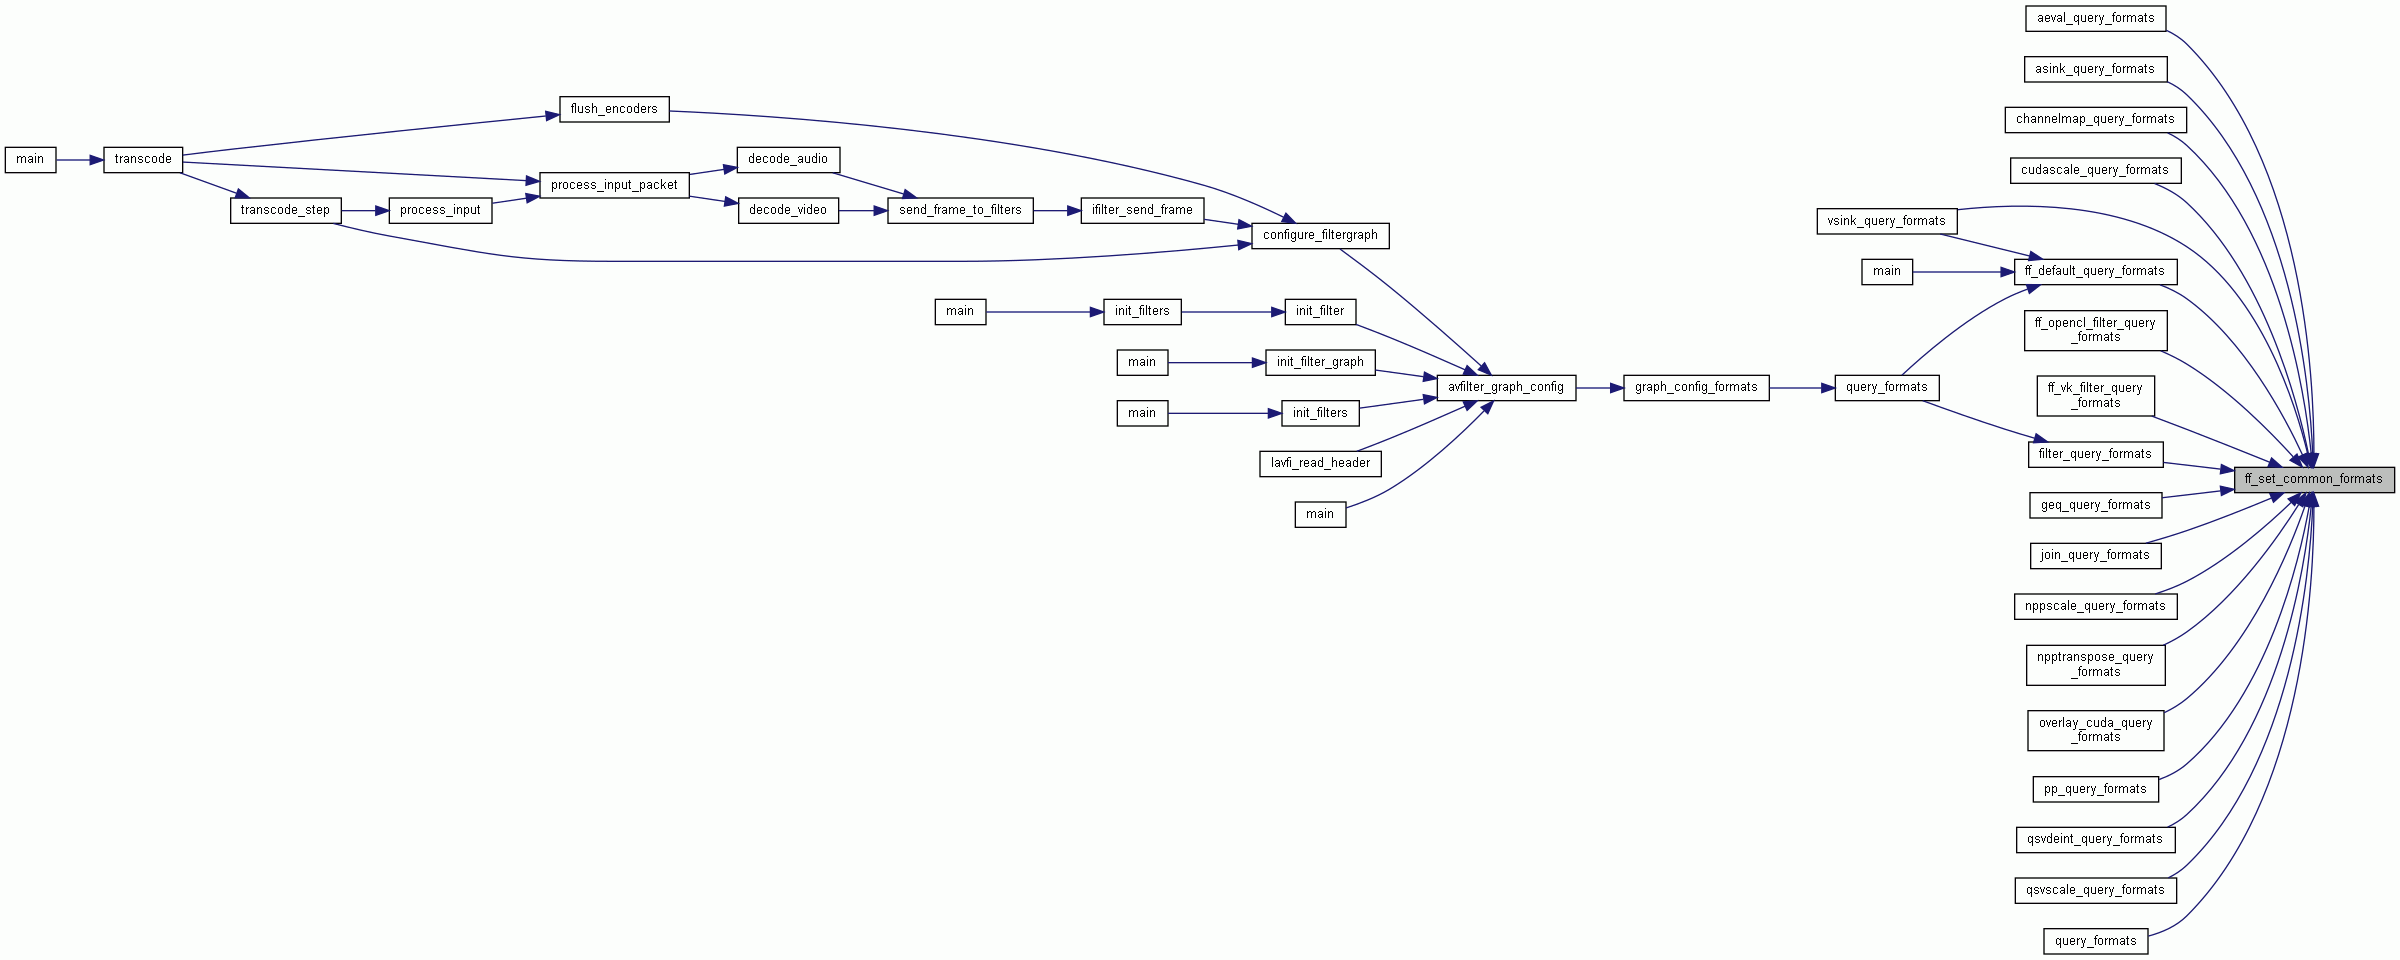 main
transcode
flush_encoders
transcode_step
process_input
process_input_packet
decode_audio
decode_video
send_frame_to_filters
ifilter_send_frame
configure_filtergraph
main
init_filters
init_filter
main
init_filter_graph
main
init_filters
lavfi_read_header
main
avfilter_graph_config
graph_config_formats
query_formats
vsink_query_formats
main
aeval_query_formats
asink_query_formats
channelmap_query_formats
cudascale_query_formats
ff_default_query_formats
ff_opencl_filter_query
_formats
ff_vk_filter_query
_formats
filter_query_formats
geq_query_formats
join_query_formats
nppscale_query_formats
npptranspose_query
_formats
overlay_cuda_query
_formats
pp_query_formats
qsvdeint_query_formats
qsvscale_query_formats
query_formats
ff_set_common_formats